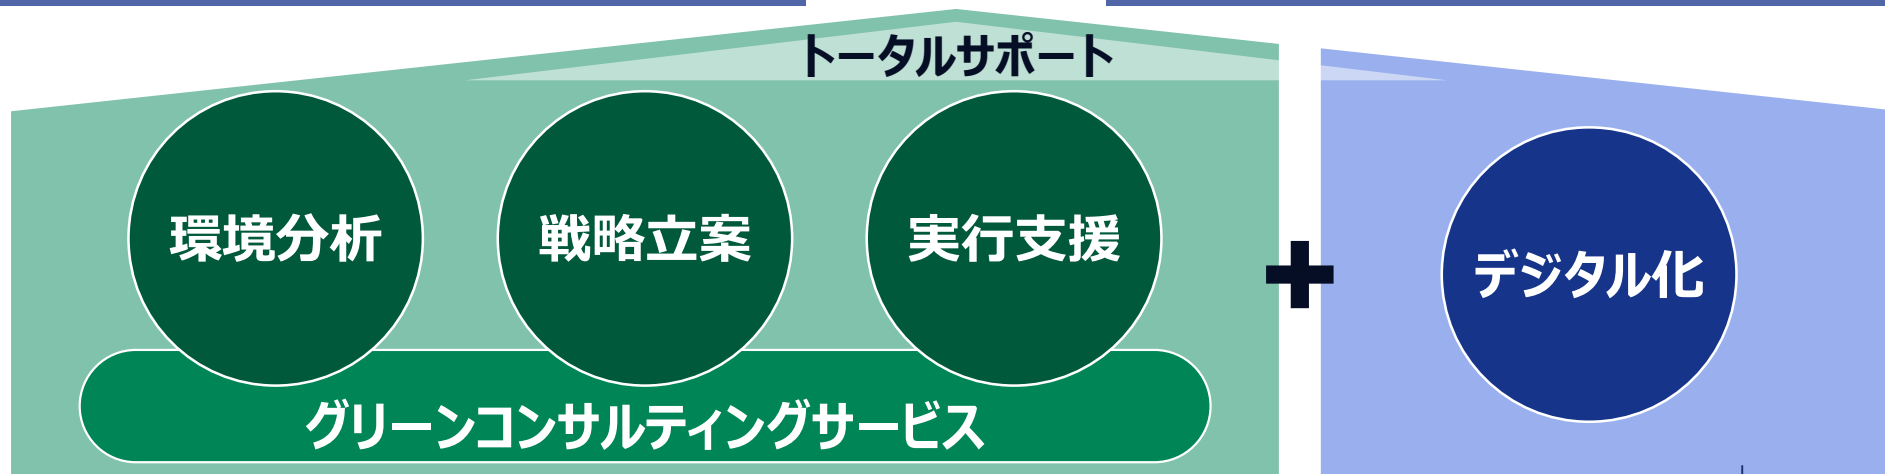 トータルサポート
環境分析
戦略立案
実行支援
デジタル化
グリーンコンサルティングサービス